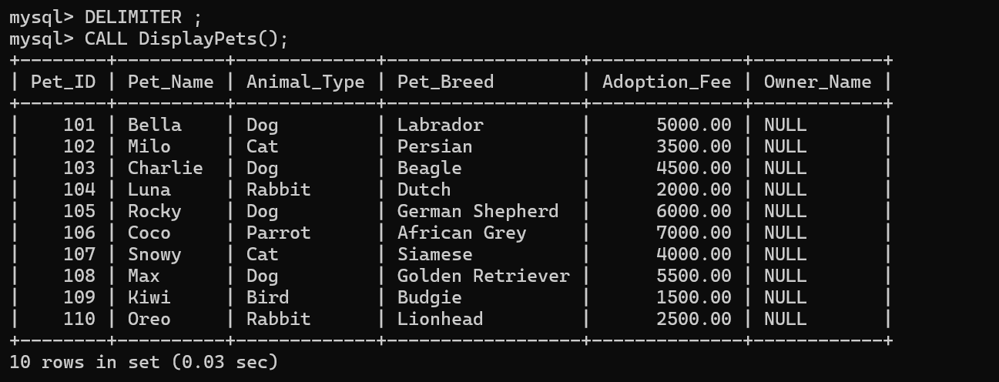 mysql> DELIMITER ;
mysql> CALL DisplayPets();
+--------+----------+-------------+------------------+--------------+------------+
| Pet_ID | Pet_Name | Animal_Type | Pet_Breed        | Adoption_Fee | Owner_Name |
+--------+----------+-------------+------------------+--------------+------------+
|    101 | Bella    | Dog         | Labrador         |      5000.00 | NULL       |
|    102 | Milo     | Cat         | Persian          |      3500.00 | NULL       |
|    103 | Charlie  | Dog         | Beagle           |      4500.00 | NULL       |
|    104 | Luna     | Rabbit      | Dutch            |      2000.00 | NULL       |
|    105 | Rocky    | Dog         | German Shepherd  |      6000.00 | NULL       |
|    106 | Coco     | Parrot      | African Grey     |      7000.00 | NULL       |
|    107 | Snowy    | Cat         | Siamese          |      4000.00 | NULL       |
|    108 | Max      | Dog         | Golden Retriever |      5500.00 | NULL       |
|    109 | Kiwi     | Bird        | Budgie           |      1500.00 | NULL       |
|    110 | Oreo     | Rabbit      | Lionhead         |      2500.00 | NULL       |
+--------+----------+-------------+------------------+--------------+------------+
10 rows in set (0.03 sec)